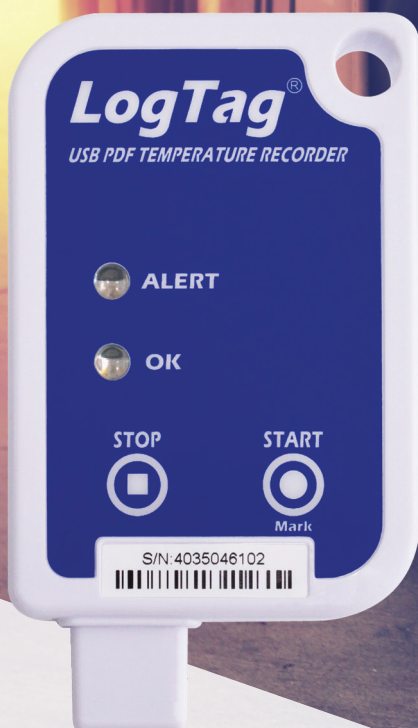 LogTag®
USB PDF TEMPERATURE RECORDER
ALERT
OK
STOP START
Mark
S/N:4035046102